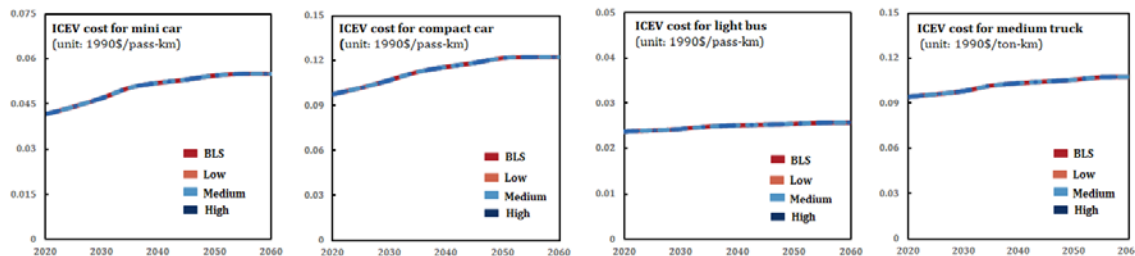 ICEV cost for mini car
(unit: 1990$/pass-km)
0.075
0.06
0.045
0.03
0.015
0
BLS
Low
Medium
High
2020
2030
2040
2050
2060
ICEV cost for compact car
(unit: 1990$/pass-km)
0.15
0.12
0.09
0.06
0.03
0
BLS
Low
Medium
High
2020
2030
2040
2050
2060
ICEV cost for light bus
(unit: 1990$/pass-km)
0.05
0.04
0.03
0.02
0.01
0
BLS
Low
Medium
High
2020
2030
2040
2050
2060
ICEV cost for medium truck
(unit: 1990$/ton-km)
0.15
0.12
0.09
0.06
0.03
0
BLS
Low
Medium
High
2020
2030
2040
2050
206